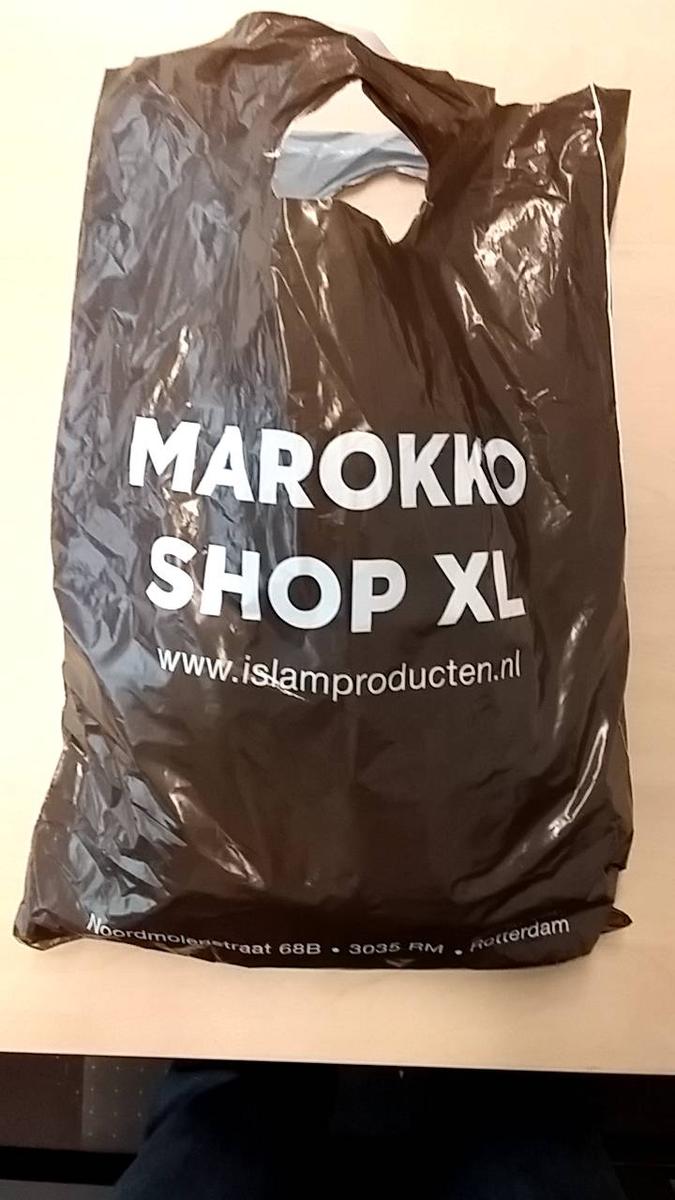 MAROKKO
SHOP XL
www.islamproducten.nl
Noordmolenstraat 68B • 3035 RM • Rotterdam